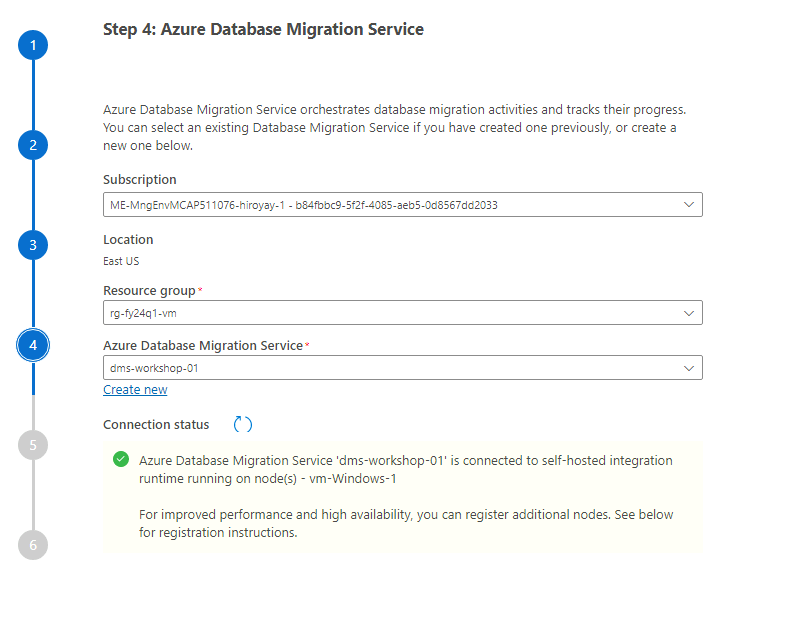 Step 4: Azure Database Migration Service
1
Azure Database Migration Service orchestrates database migration activities and tracks their progress.
You can select an existing Database Migration Service if you have created one previously, or create a
new one below.
2
Subscription
ME-MngEnvMCAP511076-hiroyay-1 - b84fbbc9-5f2f-4085-aeb5-0d8567dd2033
3
Location
East US
Resource group*
rg-fy24q1-vm
4
Azure Database Migration Service*
dms-workshop-01
Create new
Connection status
5
Azure Database Migration Service 'dms-workshop-01' is connected to self-hosted integration
runtime running on node(s) - vm-Windows-1
For improved performance and high availability, you can register additional nodes. See below
for registration instructions.
6